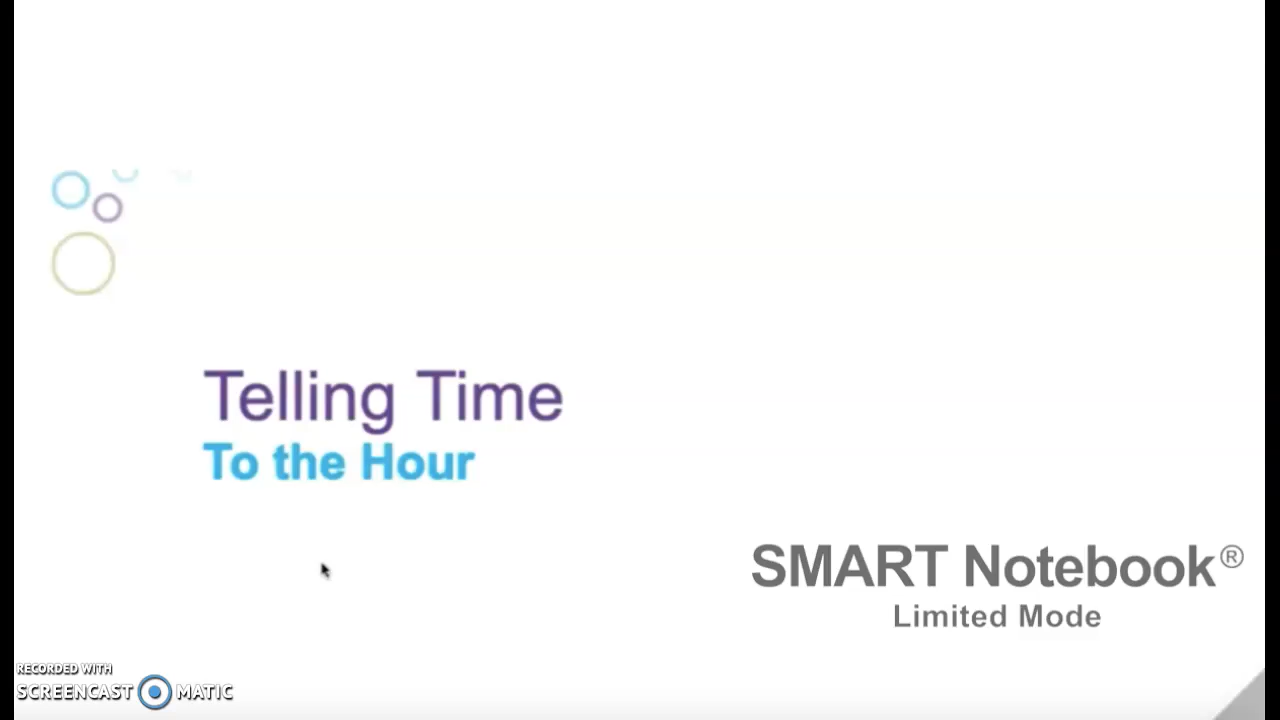 Telling Time
To the Hour
SMART Notebook®
Limited Mode
RECORDED WITH
SCREENCAST MATIC